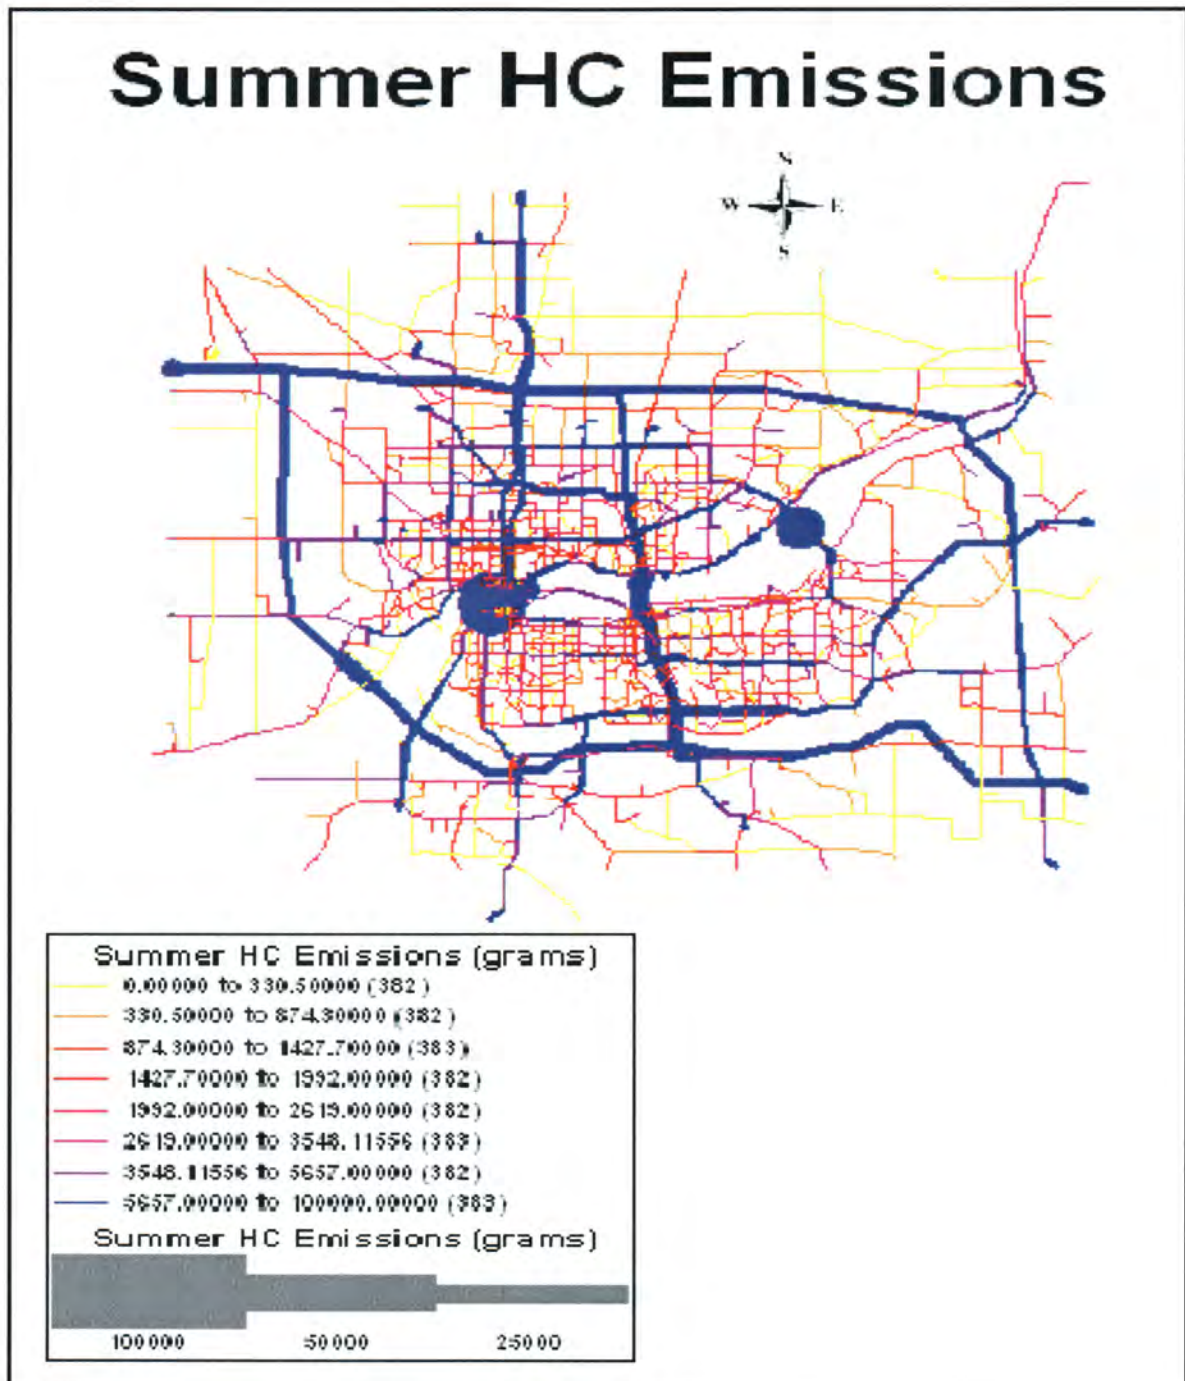 Summer HC Emissions
S
W E
S
Summer HC Emissions (grams)
0.00000 to 330.50000 (382)
330.50000 to 874.30000 (382)
874.30000 to 1427.70000 (383)
1427.70000 to 1992.00000 (382)
1992.00000 to 2619.00000 (382)
2619.00000 to 3548.11556 (383)
3548.11556 to 5657.00000 (382)
5657.00000 to 100000.00000 (383)
Summer HC Emissions (grams)
100000 50000 25000